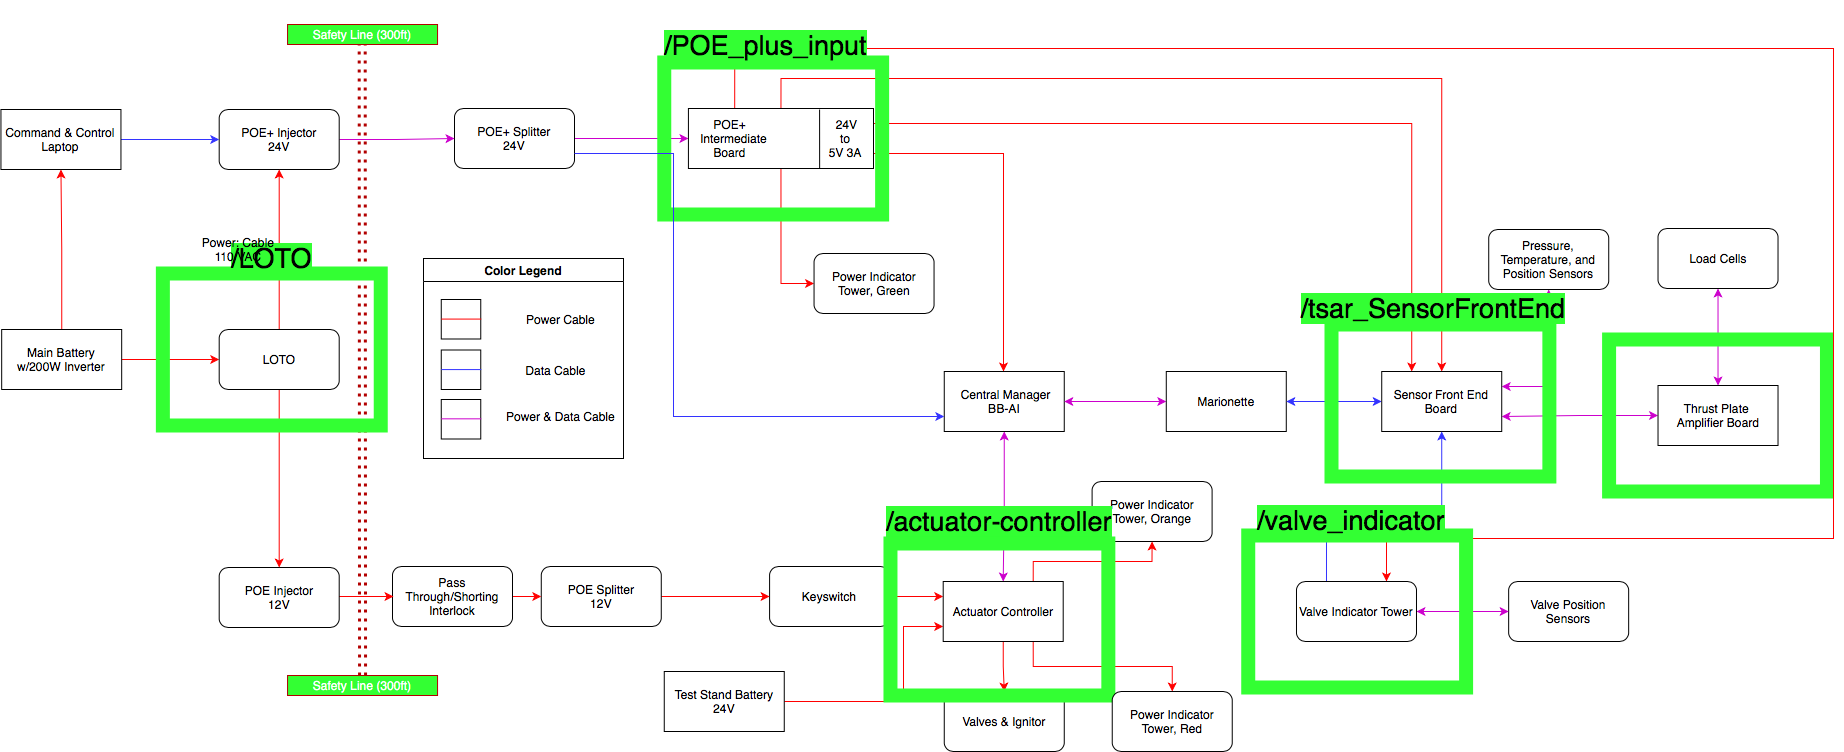 Safety Line (300ft)
/POE_plus_input
Command & Control
Laptop
POE+ Injector
24V
POE+ Splitter
24V
POE+
Intermediate
Board
24V
to
5V 3A
Power: Cable
110 VAC
/LOTO
Color Legend
Power Cable
Data Cable
Power & Data Cable
Power Indicator
Tower, Green
Pressure,
Temperature, and
Position Sensors
Load Cells
/tsar_SensorFrontEnd
Main Battery
w/200W Inverter
LOTO
Central Manager
BB-AI
Marionette
Sensor Front End
Board
Thrust Plate
Amplifier Board
Power Indicator
Tower, Orange
/actuator-controller
/valve_indicator
POE Injector
12V
Pass
Through/Shorting
Interlock
POE Splitter
12V
Keyswitch
Actuator Controller
Valve Indicator Tower
Valve Position
Sensors
Safety Line (300ft)
Test Stand Battery
24V
Valves & Ignitor
Power Indicator
Tower, Red